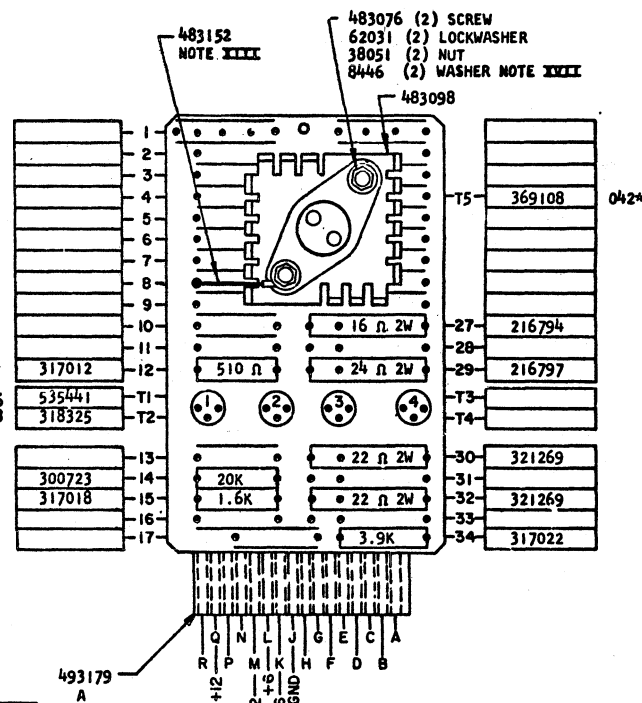 483076 (2) SCREW
62031 (2) LOCKWASHER
38051 (2) NUT
8446 (2) WASHER NOTE XVII
483152
NOTE XIII
483098
1
2
3
4
T5
369108
042*
5
6
7
8
9
10
16 Ω 2W
27
216794
11
28
317012
12
510 Ω
24 Ω 2W
29
216797
535441
T1
1
2
3
4
T3
318325
T2
T4
13
22 Ω 2W
30
321269
300723
14
20K
31
317018
15
1.6K
22 Ω 2W
32
321269
16
33
17
3.9K
34
317022
R Q P N M L K J H G F E D C B A
+12
+6
GND
493179
A